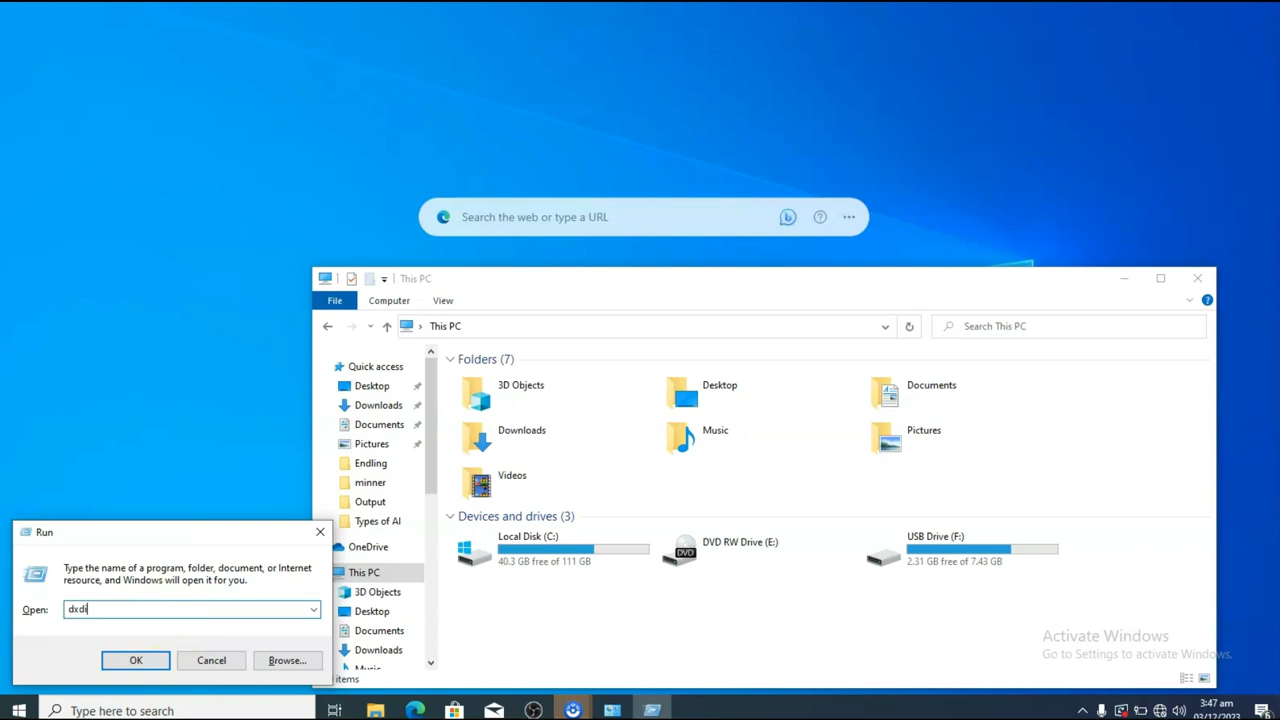 Search the web or type a URL
This PC
File
Computer
View
This PC
Search This PC
Quick access
Desktop
Downloads
Documents
Pictures
Endling
minner
Output
Types of AI
OneDrive
This PC
3D Objects
Desktop
Documents
Downloads
Music
items
Folders (7)
3D Objects
Desktop
Documents
Downloads
Music
Pictures
Videos
Devices and drives (3)
Local Disk (C:)
40.3 GB free of 111 GB
DVD RW Drive (E:)
DVD
USB Drive (F:)
2.31 GB free of 7.43 GB
Run
Type the name of a program, folder, document, or Internet
resource, and Windows will open it for you.
Open:
dxdi
OK
Cancel
Browse...
Activate Windows
Go to Settings to activate Windows.
Type here to search
3:47 am
03/12/2023